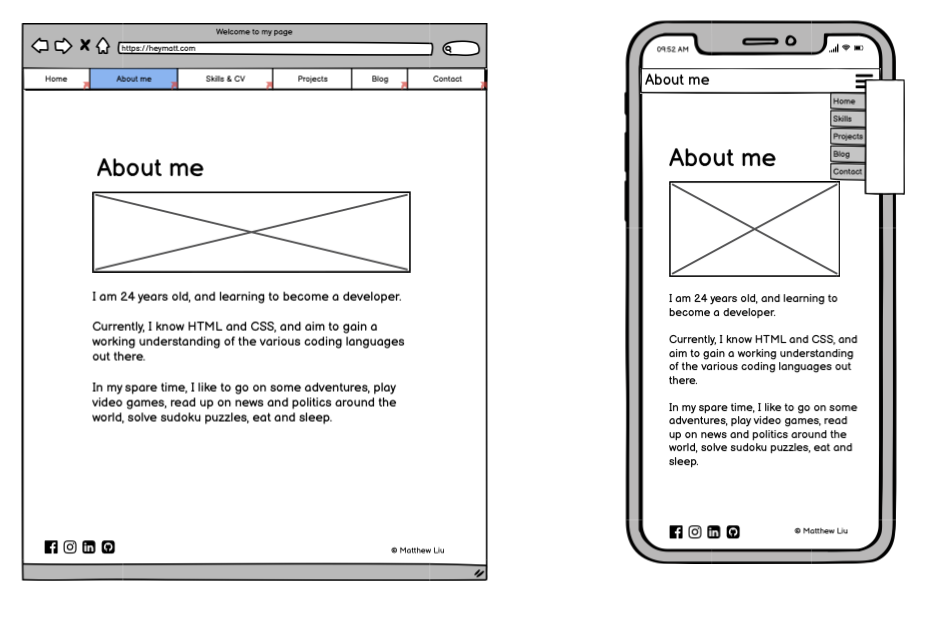 Welcome to my page
https://heymatt.com
Home About me Skills & CV Projects Blog Contact
About me
I am 24 years old, and learning to become a developer.
Currently, I know HTML and CSS, and aim to gain a
working understanding of the various coding languages
out there.
In my spare time, I like to go on some adventures, play
video games, read up on news and politics around the
world, solve sudoku puzzles, eat and sleep.
© Matthew Liu
09:52 AM
About me
Home
Skills
Projects
Blog
Contact
About me
I am 24 years old, and learning to
become a developer.
Currently, I know HTML and CSS, and
aim to gain a working understanding
of the various coding languages out
there.
In my spare time, I like to go on some
adventures, play video games, read
up on news and politics around the
world, solve sudoku puzzles, eat and
sleep.
© Matthew Liu